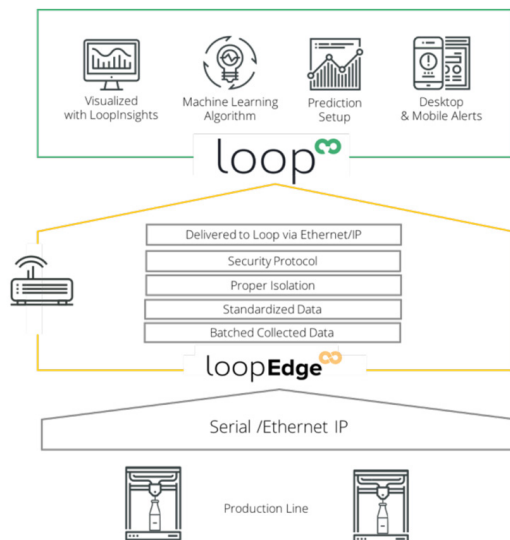 Visualized
with LoopInsights
Machine Learning
Algorithm
Prediction
Setup
Desktop
& Mobile Alerts
loop
Delivered to Loop via Ethernet/IP
Security Protocol
Proper Isolation
Standardized Data
Batched Collected Data
loopEdge
Serial /Ethernet IP
Production Line